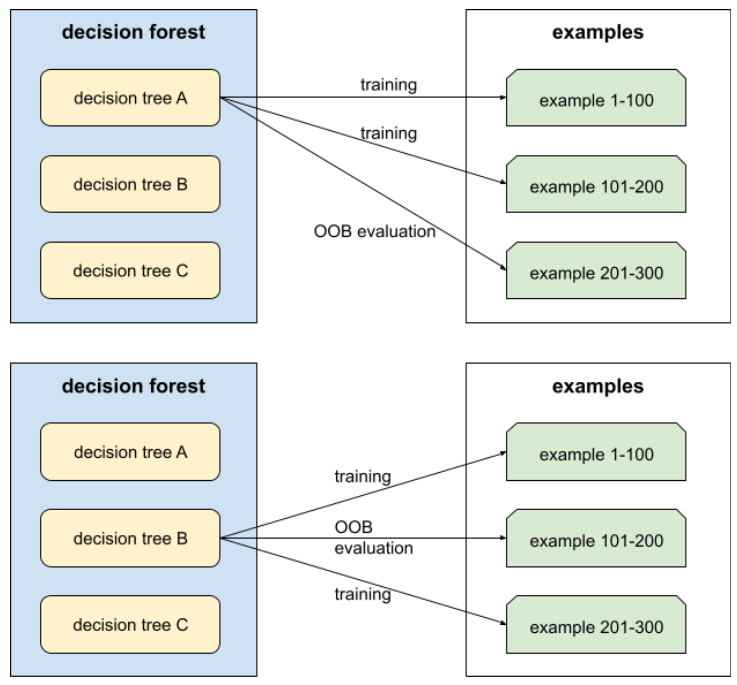 decision forest
examples
decision tree A
training
example 1-100
training
decision tree B
example 101-200
OOB evaluation
decision tree C
example 201-300
decision forest
examples
decision tree A
example 1-100
training
decision tree B
OOB
evaluation
example 101-200
training
decision tree C
example 201-300